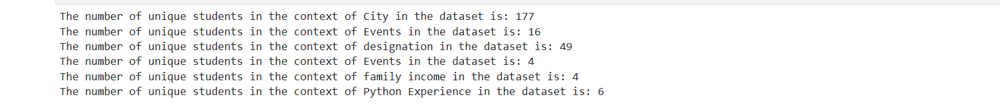 The number of unique students in the context of City in the dataset is: 177
The number of unique students in the context of Events in the dataset is: 16
The number of unique students in the context of designation in the dataset is: 49
The number of unique students in the context of Events in the dataset is: 4
The number of unique students in the context of family income in the dataset is: 4
The number of unique students in the context of Python Experience in the dataset is: 6